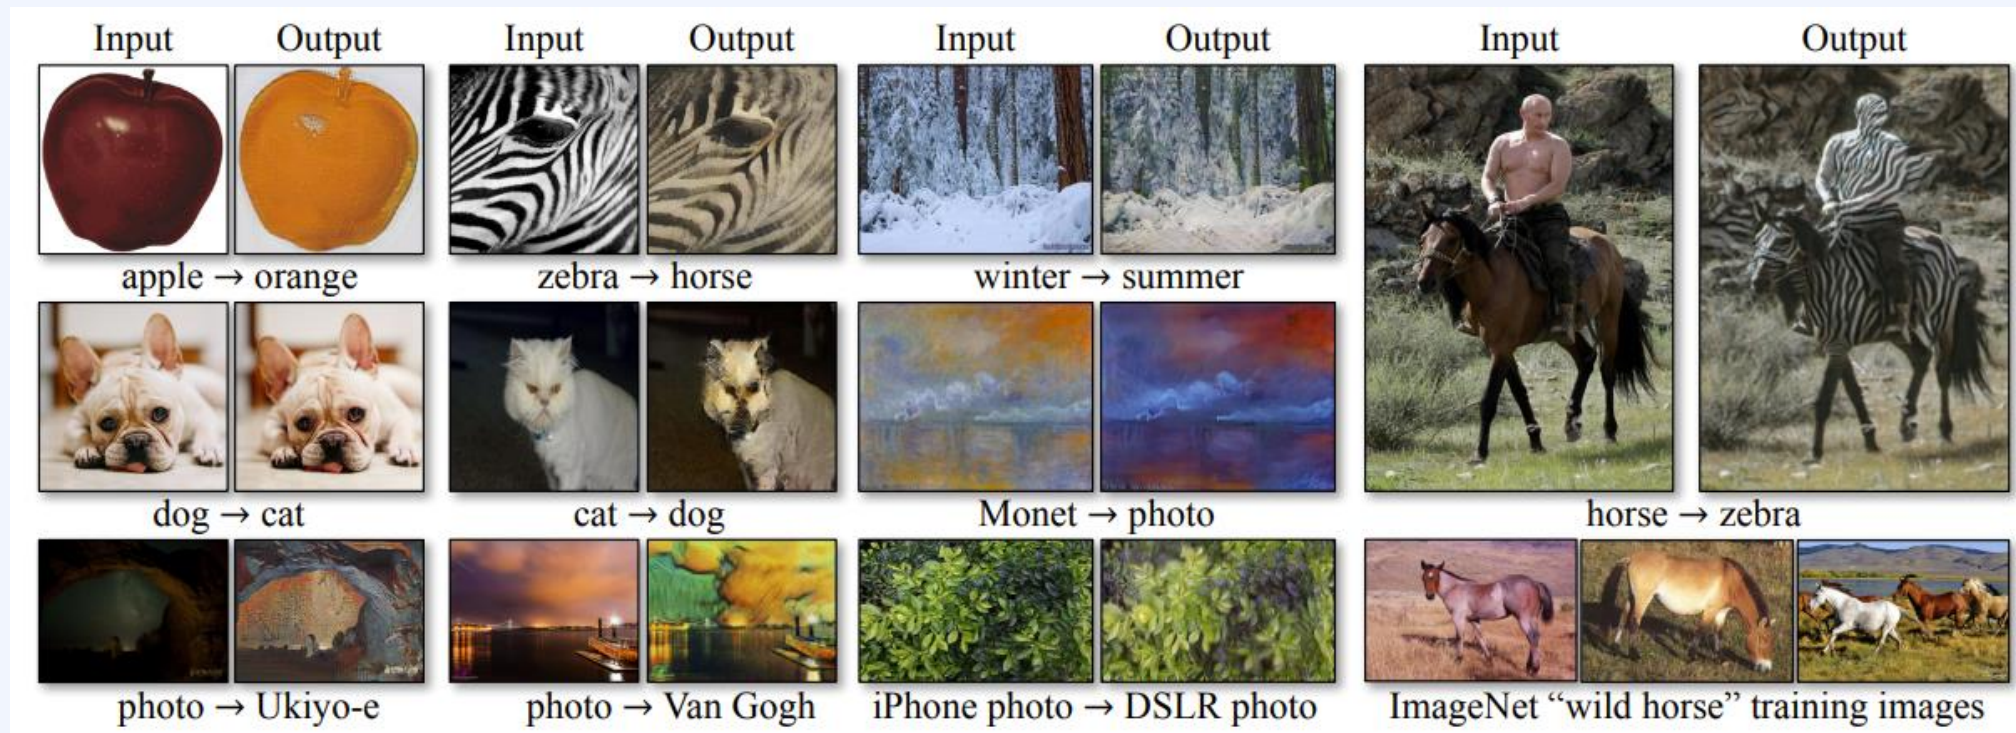 Input Output Input Output Input Output Input Output
apple → orange zebra → horse winter → summer
dog → cat cat → dog Monet → photo horse → zebra
photo → Ukiyo-e photo → Van Gogh iPhone photo → DSLR photo ImageNet “wild horse” training images